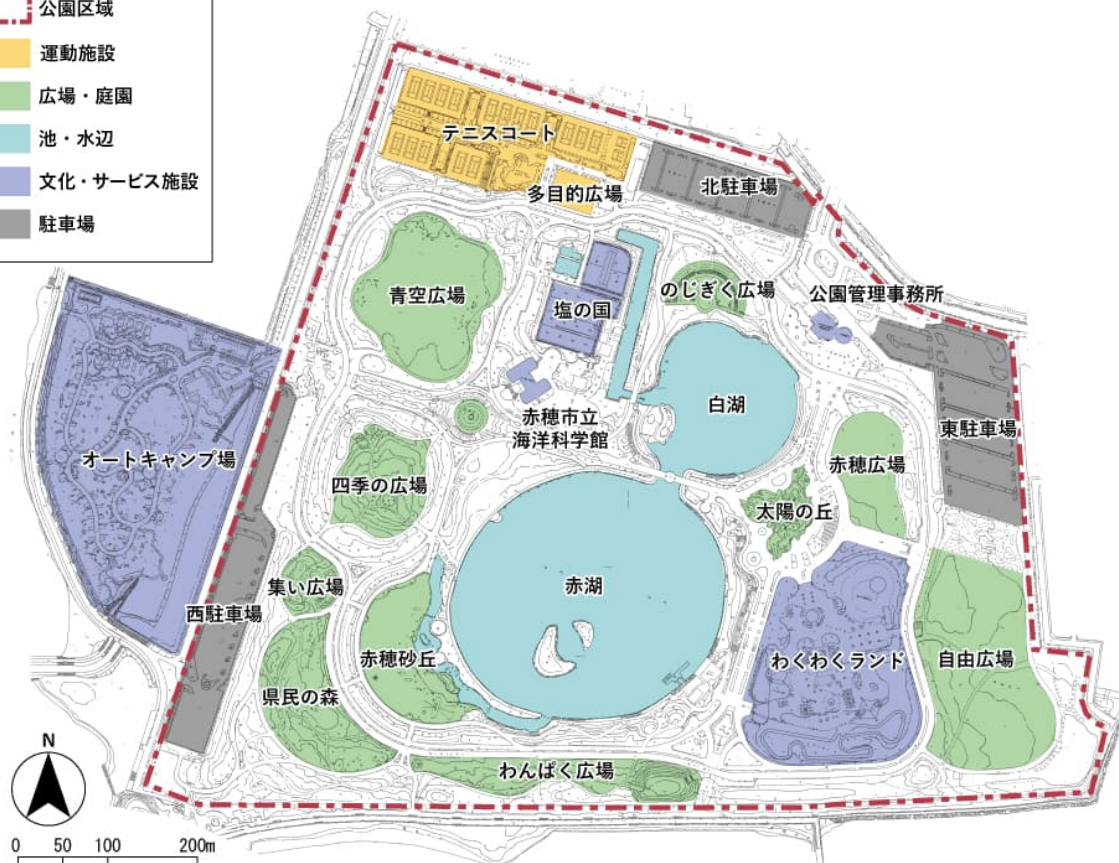 公園区域
運動施設
広場・庭園
池・水辺
文化・サービス施設
駐車場
テニスコート
多目的広場
北駐車場
青空広場
塩の国
のじぎく広場
公園管理事務所
白湖
赤穂市立
海洋科学館
東駐車場
オートキャンプ場
四季の広場
赤穂広場
太陽の丘
集い広場
西駐車場
赤湖
赤穂砂丘
わくわくランド
自由広場
県民の森
わんぱく広場
N
0 50 100 200m